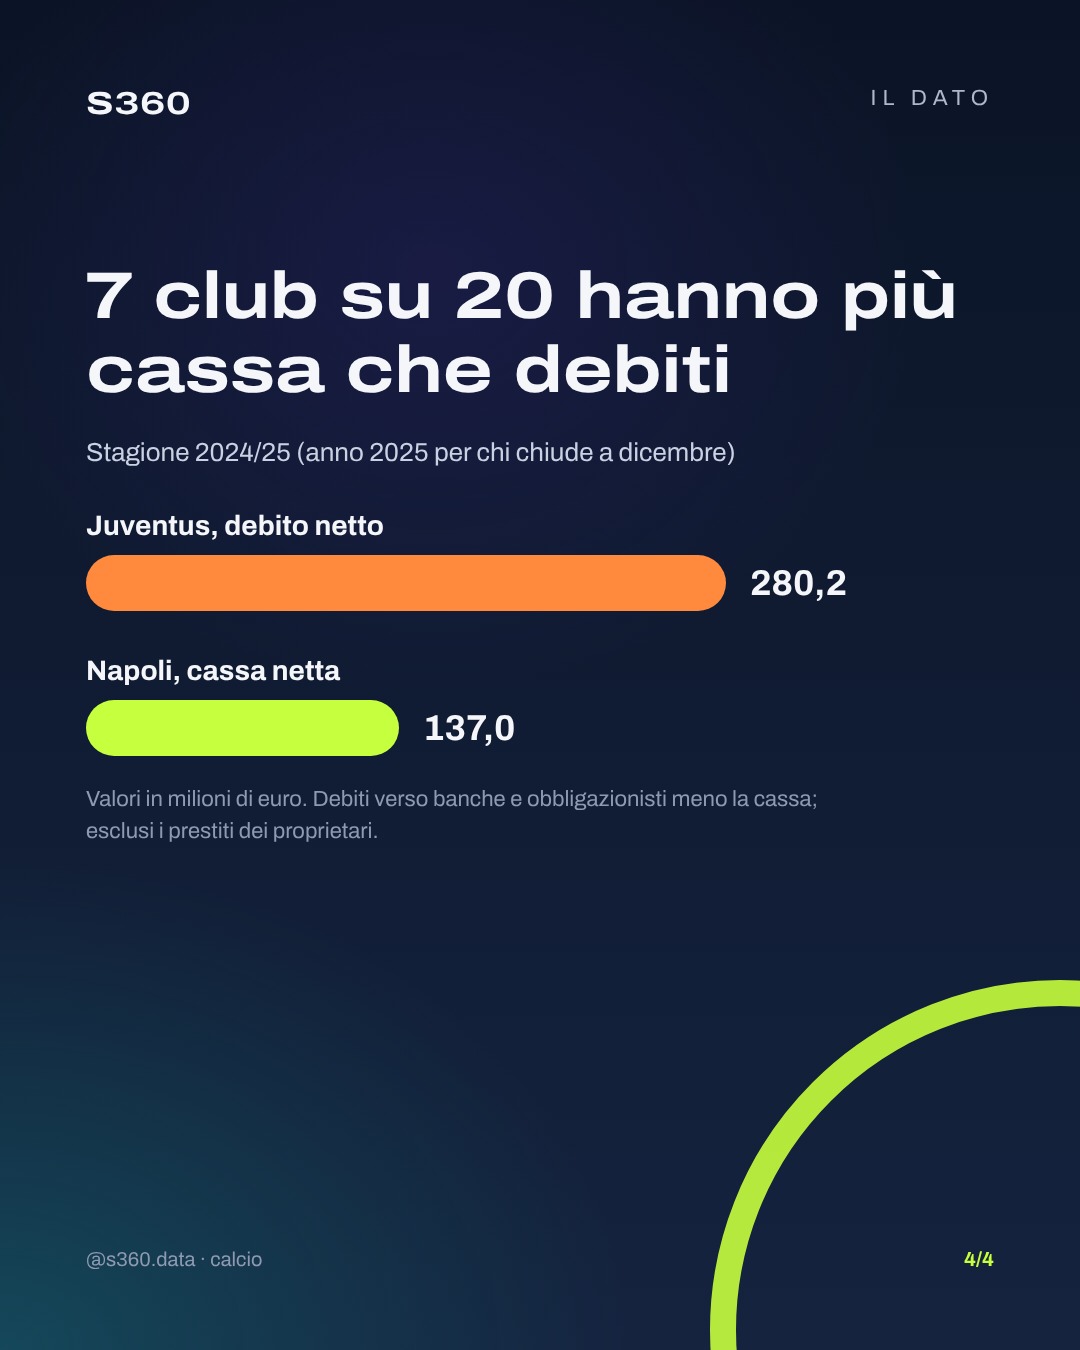 S360
IL DATO
7 club su 20 hanno più
cassa che debiti
Stagione 2024/25 (anno 2025 per chi chiude a dicembre)
Juventus, debito netto
280,2
Napoli, cassa netta
137,0
Valori in milioni di euro. Debiti verso banche e obbligazionisti meno la cassa;
esclusi i prestiti dei proprietari.
@s360.data · calcio
4/4